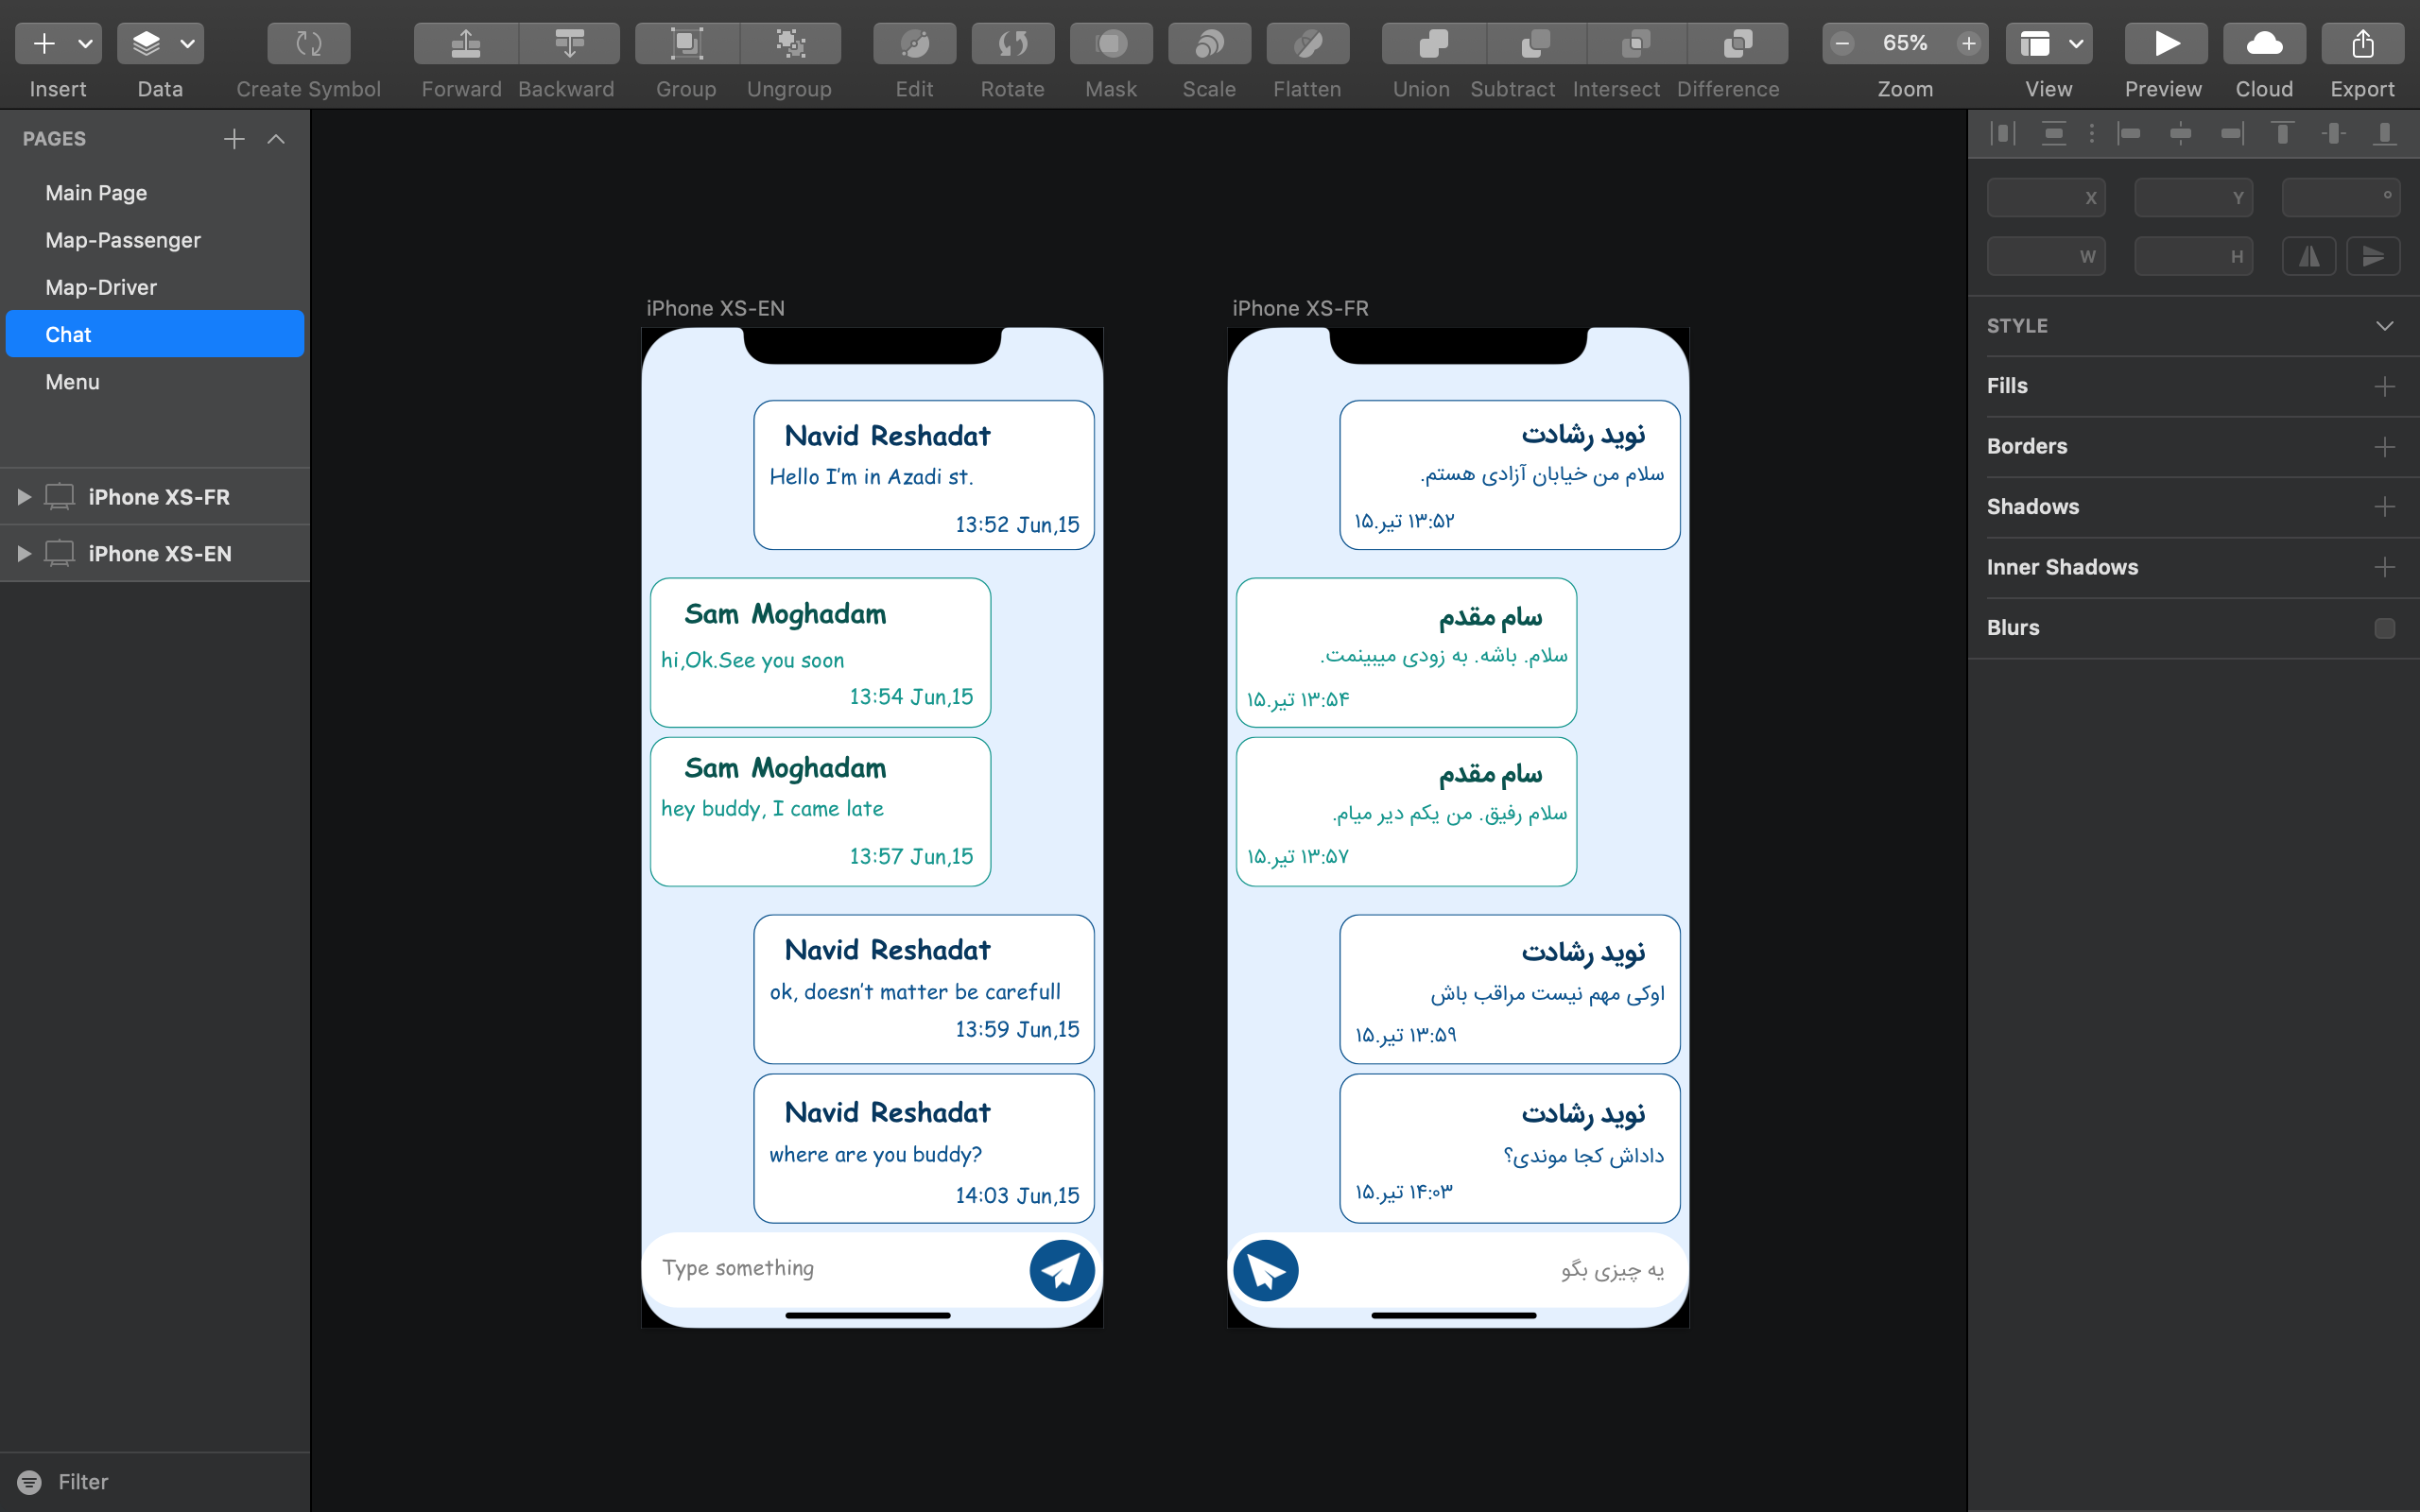 65%
Insert
Data
Create Symbol
Forward
Backward
Group
Ungroup
Edit
Rotate
Mask
Scale
Flatten
Union
Subtract
Intersect
Difference
Zoom
View
Preview
Cloud
Export
PAGES
Main Page
Map-Passenger
Map-Driver
Chat
Menu
iPhone XS-FR
iPhone XS-EN
Filter
iPhone XS-EN
Navid Reshadat
Hello I'm in Azadi st.
13:52 Jun,15
Sam Moghadam
hi,Ok.See you soon
13:54 Jun,15
Sam Moghadam
hey buddy, I came late
13:57 Jun,15
Navid Reshadat
ok, doesn't matter be carefull
13:59 Jun,15
Navid Reshadat
where are you buddy?
14:03 Jun,15
Type something
iPhone XS-FR
نوید رشادت
سلام من خیابان آزادی هستم.
۱۳:۵۲ تیر.۱۵
سام مقدم
سلام. باشه. به زودی میبینمت.
۱۳:۵۴ تیر.۱۵
سام مقدم
سلام رفیق. من یکم دیر میام.
۱۳:۵۷ تیر.۱۵
نوید رشادت
اوکی مهم نیست مراقب باش
۱۳:۵۹ تیر.۱۵
نوید رشادت
داداش کجا موندی؟
۱۴:۰۳ تیر.۱۵
یه چیزی بگو
X
Y
°
W
H
STYLE
Fills
Borders
Shadows
Inner Shadows
Blurs